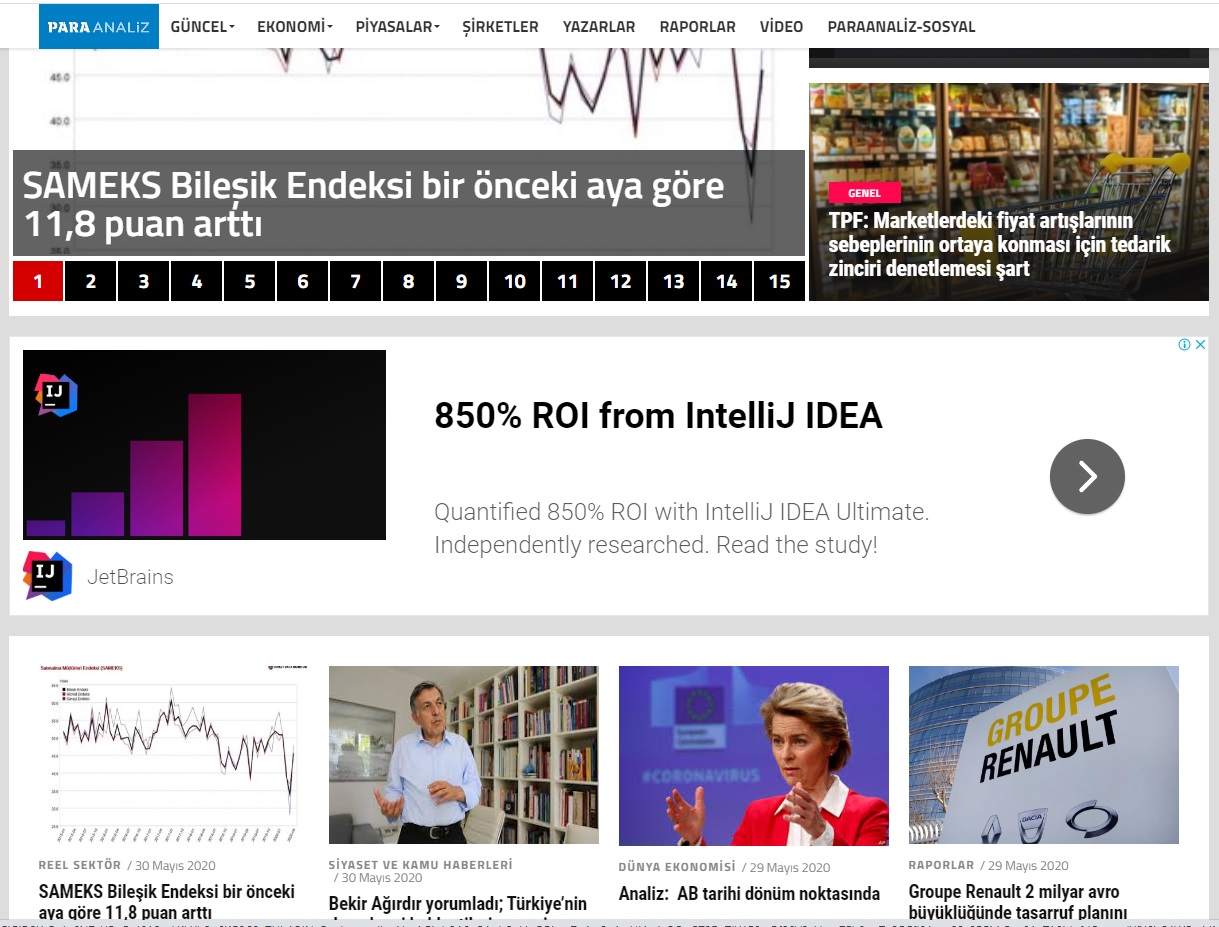 PARA ANALİZ GÜNCEL EKONOMİ PİYASALAR ŞİRKETLER YAZARLAR RAPORLAR VİDEO PARAANALİZ-SOSYAL
45.0
40.0
SAMEKS Bileşik Endeksi bir önceki aya göre
11,8 puan arttı
1 2 3 4 5 6 7 8 9 10 11 12 13 14 15
GENEL
TPF: Marketlerdeki fiyat artışlarının
sebeplerinin ortaya konması için tedarik
zinciri denetlemesi şart
IJ
850% ROI from IntelliJ IDEA
Quantified 850% ROI with IntelliJ IDEA Ultimate.
Independently researched. Read the study!
IJ
JetBrains
Satınalma Müdürleri Endeksi (SAMEKS)
REEL SEKTÖR / 30 Mayıs 2020
SAMEKS Bileşik Endeksi bir önceki
aya göre 11,8 puan arttı
SİYASET VE KAMU HABERLERİ
/ 30 Mayıs 2020
Bekir Ağırdır yorumladı; Türkiye’nin
European
Commission
#CORONAVIRUS
AP
DÜNYA EKONOMİSİ / 29 Mayıs 2020
Analiz: AB tarihi dönüm noktasında
GROUPE
RENAULT
DACIA
RAPORLAR / 29 Mayıs 2020
Groupe Renault 2 milyar avro
büyüklüğünde tasarruf planını